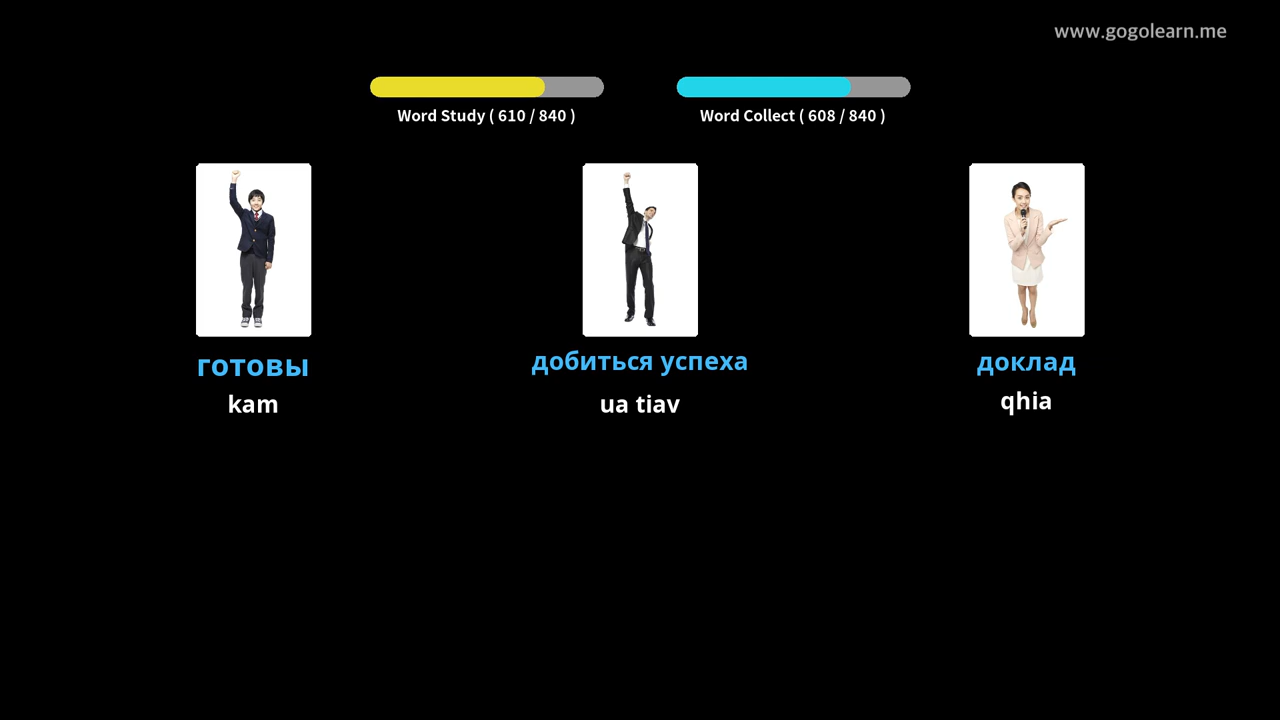 www.gogolearn.me
Word Study ( 610 / 840 )
Word Collect ( 608 / 840 )
готовы
kam
добиться успеха
ua tiav
доклад
qhia